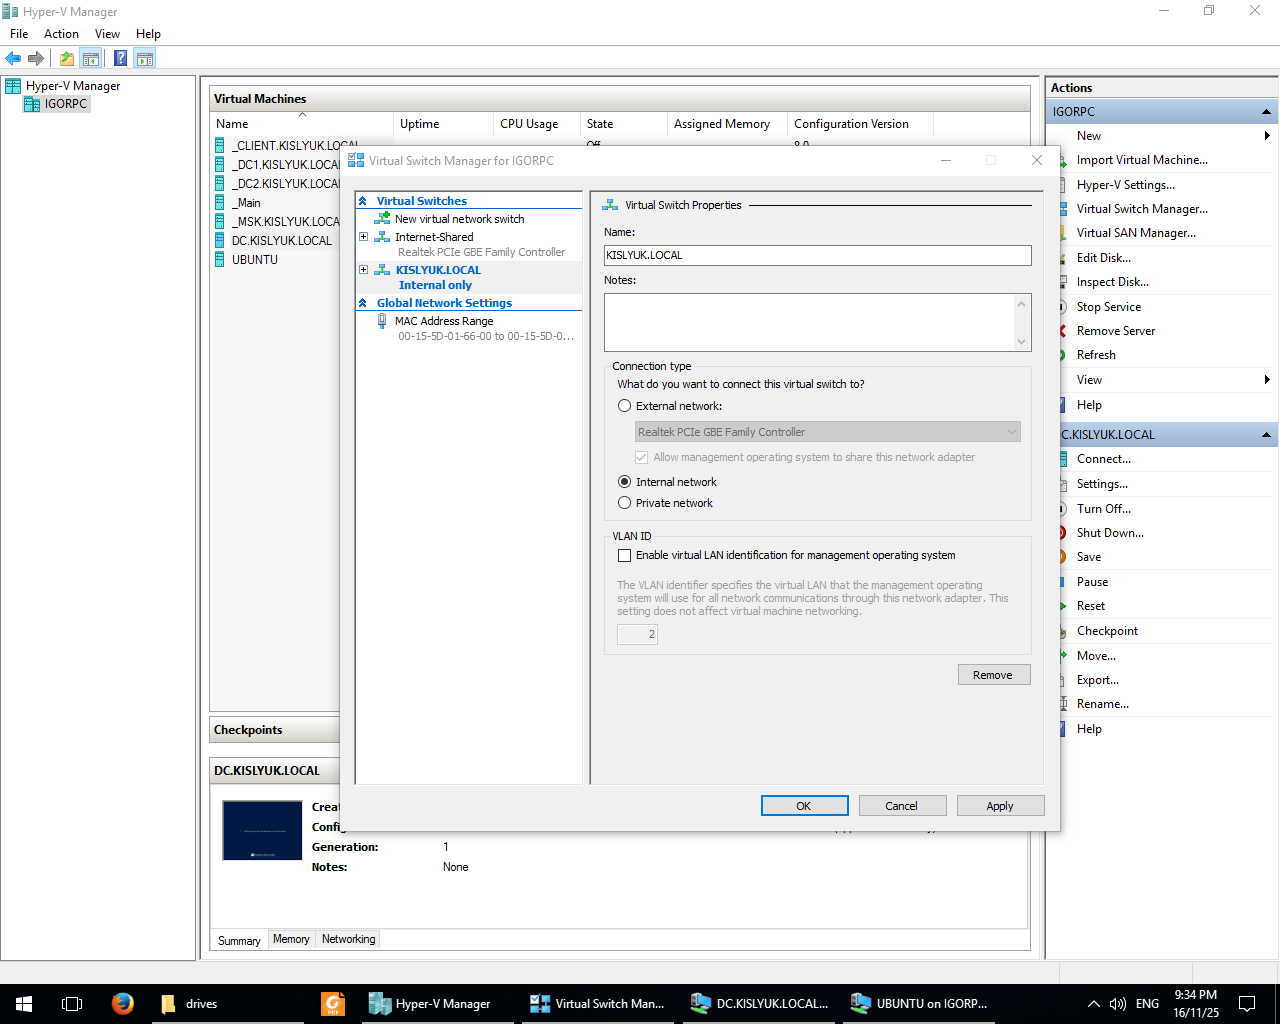 Hyper-V Manager
File Action View Help
Hyper-V Manager
IGORPC
Virtual Machines
Name Uptime CPU Usage State Assigned Memory Configuration Version
_CLIENT.KISLYUK.LOCAL Off 8.0
_DC1.KISLYUK.LOCAL
_DC2.KISLYUK.LOCAL
_Main
_MSK.KISLYUK.LOCA
DC.KISLYUK.LOCAL
UBUNTU
Checkpoints
DC.KISLYUK.LOCAL
Creat
Config
Generation: 1
Notes: None
Summary Memory Networking
Virtual Switch Manager for IGORPC
Virtual Switches
New virtual network switch
Internet-Shared
Realtek PCIe GBE Family Controller
KISLYUK.LOCAL
Internal only
Global Network Settings
MAC Address Range
00-15-5D-01-66-00 to 00-15-5D-0...
Virtual Switch Properties
Name:
KISLYUK.LOCAL
Notes:
Connection type
What do you want to connect this virtual switch to?
External network:
Realtek PCIe GBE Family Controller
Allow management operating system to share this network adapter
Internal network
Private network
VLAN ID
Enable virtual LAN identification for management operating system
The VLAN identifier specifies the virtual LAN that the management operating
system will use for all network communications through this network adapter. This
setting does not affect virtual machine networking.
2
Remove
OK Cancel Apply
Actions
IGORPC
New
Import Virtual Machine...
Hyper-V Settings...
Virtual Switch Manager...
Virtual SAN Manager...
Edit Disk...
Inspect Disk...
Stop Service
Remove Server
Refresh
View
Help
C.KISLYUK.LOCAL
Connect...
Settings...
Turn Off...
Shut Down...
Save
Pause
Reset
Checkpoint
Move...
Export...
Rename...
Help
drives
PDF
Hyper-V Manager
Virtual Switch Man...
DC.KISLYUK.LOCAL...
UBUNTU on IGORP...
ENG
9:34 PM
16/11/25